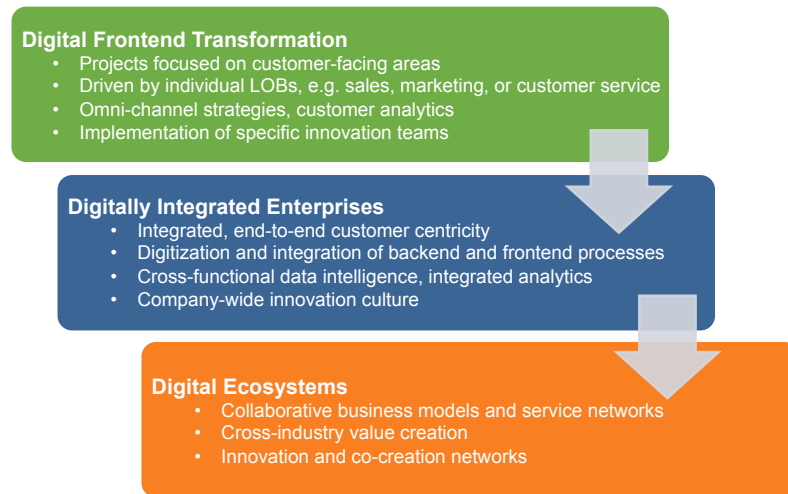 Digital Frontend Transformation
• Projects focused on customer-facing areas
• Driven by individual LOBs, e.g. sales, marketing, or customer service
• Omni-channel strategies, customer analytics
• Implementation of specific innovation teams
Digitally Integrated Enterprises
• Integrated, end-to-end customer centricity
• Digitization and integration of backend and frontend processes
• Cross-functional data intelligence, integrated analytics
• Company-wide innovation culture
Digital Ecosystems
• Collaborative business models and service networks
• Cross-industry value creation
• Innovation and co-creation networks